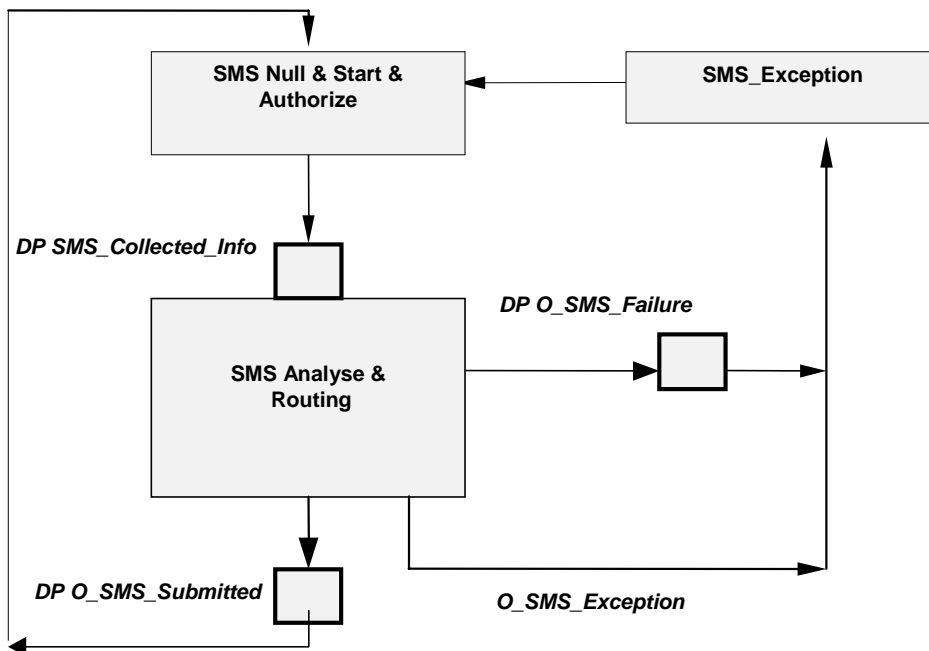 SMS Null & Start &
Authorize
SMS_Exception
DP SMS_Collected_Info
DP O_SMS_Failure
SMS Analyse &
Routing
DP O_SMS_Submitted
O_SMS_Exception